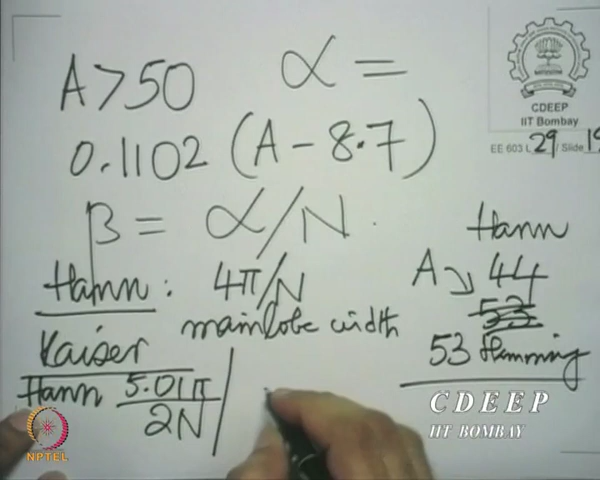 A > 50 α =
0.1102 (A - 8.7)
β = α/N.
Hann : 4π/N
mainlobe width
Hann
A ↘ 44
53
53 Hamming
Kaiser
Hann 5.01π / 2N
CDEEP
IIT Bombay
EE 603 L 29 / Slide 19
CDEEP
IIT BOMBAY
NPTEL